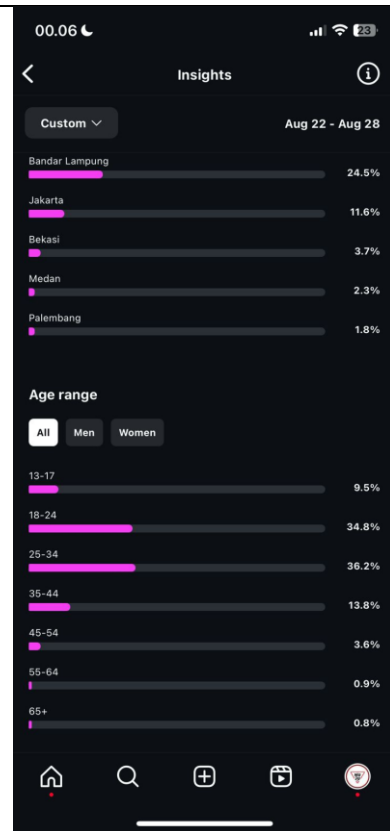 00.06 23
Insights
Custom Aug 22 - Aug 28
Bandar Lampung
24.5%
Jakarta
11.6%
Bekasi
3.7%
Medan
2.3%
Palembang
1.8%
Age range
All Men Women
13-17
9.5%
18-24
34.8%
25-34
36.2%
35-44
13.8%
45-54
3.6%
55-64
0.9%
65+
0.8%